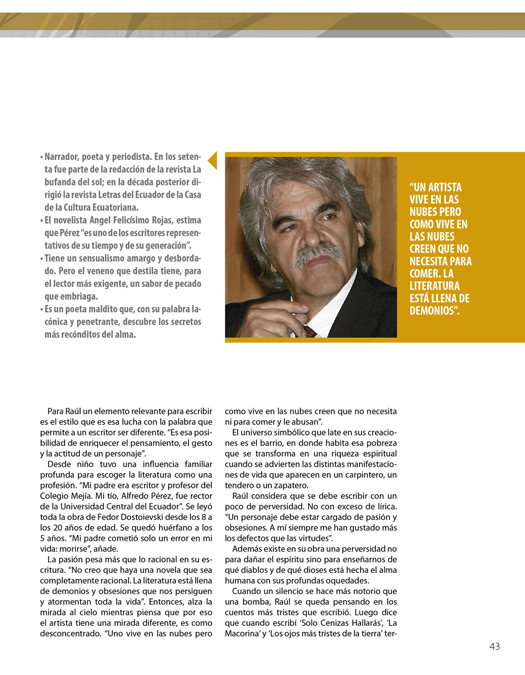 • Narrador, poeta y periodista. En los seten-
ta fue parte de la redacción de la revista La
bufanda del sol; en la década posterior di-
rigió la revista Letras del Ecuador de la Casa
de la Cultura Ecuatoriana.
• El novelista Angel Felicísimo Rojas, estima
que Pérez “es uno de los escritores represen-
tativos de su tiempo y de su generación”.
• Tiene un sensualismo amargo y desborda-
do. Pero el veneno que destila tiene, para
el lector más exigente, un sabor de pecado
que embriaga.
• Es un poeta maldito que, con su palabra la-
cónica y penetrante, descubre los secretos
más recónditos del alma.
“UN ARTISTA
VIVE EN LAS
NUBES PERO
COMO VIVE EN
LAS NUBES
CREEN QUE NO
NECESITA PARA
COMER. LA
LITERATURA
ESTÁ LLENA DE
DEMONIOS”.
Para Raúl un elemento relevante para escribir
es el estilo que es esa lucha con la palabra que
permite a un escritor ser diferente. “Es esa posi-
bilidad de enriquecer el pensamiento, el gesto
y la actitud de un personaje”.
Desde niño tuvo una influencia familiar
profunda para escoger la literatura como una
profesión. “Mi padre era escritor y profesor del
Colegio Mejía. Mi tío, Alfredo Pérez, fue rector
de la Universidad Central del Ecuador”. Se leyó
toda la obra de Fedor Dostoievski desde los 8 a
los 20 años de edad. Se quedó huérfano a los
5 años. “Mi padre cometió solo un error en mi
vida: morirse”, añade.
La pasión pesa más que lo racional en su es-
critura. “No creo que haya una novela que sea
completamente racional. La literatura está llena
de demonios y obsesiones que nos persiguen
y atormentan toda la vida”. Entonces, alza la
mirada al cielo mientras piensa que por eso
el artista tiene una mirada diferente, es como
desconcentrado. “Uno vive en las nubes pero
como vive en las nubes creen que no necesita
ni para comer y le abusan”.
El universo simbólico que late en sus creacio-
nes es el barrio, en donde habita esa pobreza
que se transforma en una riqueza espiritual
cuando se advierten las distintas manifestacio-
nes de vida que aparecen en un carpintero, un
tendero o un zapatero.
Raúl considera que se debe escribir con un
poco de perversidad. No con exceso de lírica.
“Un personaje debe estar cargado de pasión y
obsesiones. A mí siempre me han gustado más
los defectos que las virtudes”.
Además existe en su obra una perversidad no
para dañar el espíritu sino para enseñarnos de
qué diablos y de qué dioses está hecha el alma
humana con sus profundas oquedades.
Cuando un silencio se hace más notorio que
una bomba, Raúl se queda pensando en los
cuentos más tristes que escribió. Luego dice
que cuando escribí ‘Solo Cenizas Hallarás’, ‘La
Macorina’ y ‘Los ojos más tristes de la tierra’ ter-
43